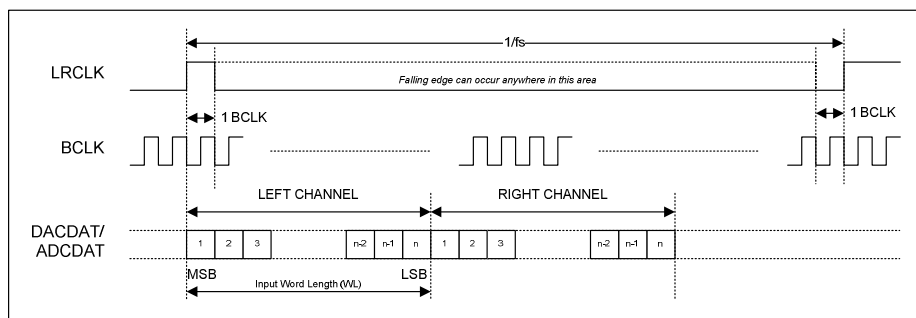 1/fs
LRCLK
Falling edge can occur anywhere in this area
1 BCLK
1 BCLK
BCLK
LEFT CHANNEL
RIGHT CHANNEL
DACDAT/
ADCDAT
1 2 3 n-2 n-1 n 1 2 3 n-2 n-1 n
MSB
LSB
Input Word Length (WL)